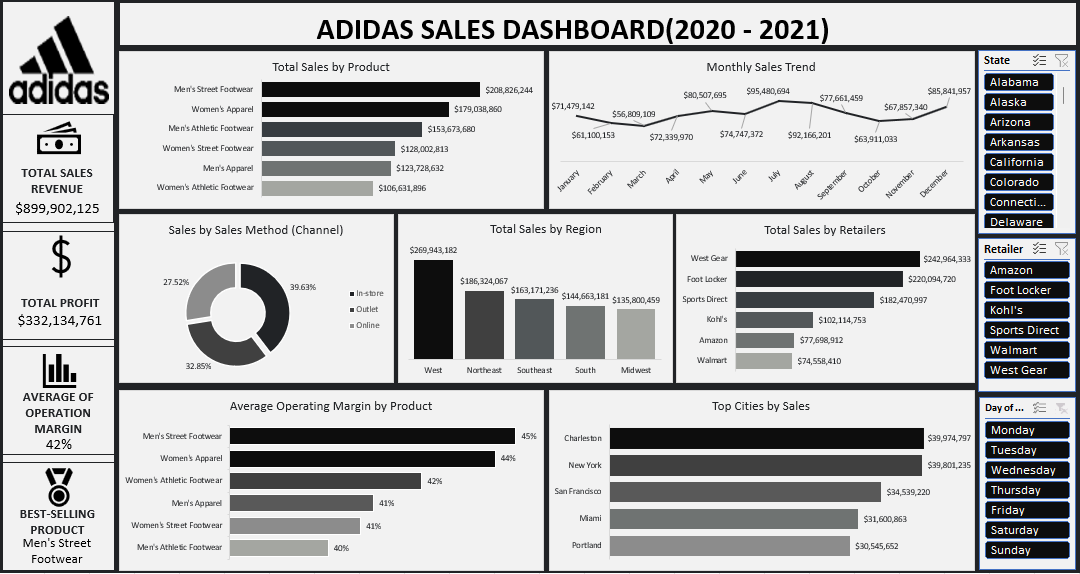 ADIDAS SALES DASHBOARD(2020 - 2021)
adidas
TOTAL SALES
REVENUE
$899,902,125
TOTAL PROFIT
$332,134,761
AVERAGE OF
OPERATION
MARGIN
42%
BEST-SELLING
PRODUCT
Men's Street
Footwear
Total Sales by Product
Men's Street Footwear $208,826,244
Women's Apparel $179,038,860
Men's Athletic Footwear $153,673,680
Women's Street Footwear $128,002,813
Men's Apparel $123,728,632
Women's Athletic Footwear $106,631,896
Monthly Sales Trend
$71,479,142
$61,100,153
$56,809,109
$72,339,970
$80,507,695
$74,747,372
$95,480,694
$92,166,201
$77,661,459
$63,911,033
$67,857,340
$85,841,957
January
February
March
April
May
June
July
August
September
October
November
December
Sales by Sales Method (Channel)
27.52%
39.63%
32.85%
In-store
Outlet
Online
Total Sales by Region
$269,943,182
$186,324,067
$163,171,236
$144,663,181
$135,800,459
West Northeast Southeast South Midwest
Total Sales by Retailers
West Gear $242,964,333
Foot Locker $220,094,720
Sports Direct $182,470,997
Kohl's $102,114,753
Amazon $77,698,912
Walmart $74,558,410
Average Operating Margin by Product
Men's Street Footwear 45%
Women's Apparel 44%
Women's Athletic Footwear 42%
Men's Apparel 41%
Women's Street Footwear 41%
Men's Athletic Footwear 40%
Top Cities by Sales
Charleston $39,974,797
New York $39,801,235
San Francisco $34,539,220
Miami $31,600,863
Portland $30,545,652
State
Alabama
Alaska
Arizona
Arkansas
California
Colorado
Connecti...
Delaware
Retailer
Amazon
Foot Locker
Kohl's
Sports Direct
Walmart
West Gear
Day of ...
Monday
Tuesday
Wednesday
Thursday
Friday
Saturday
Sunday